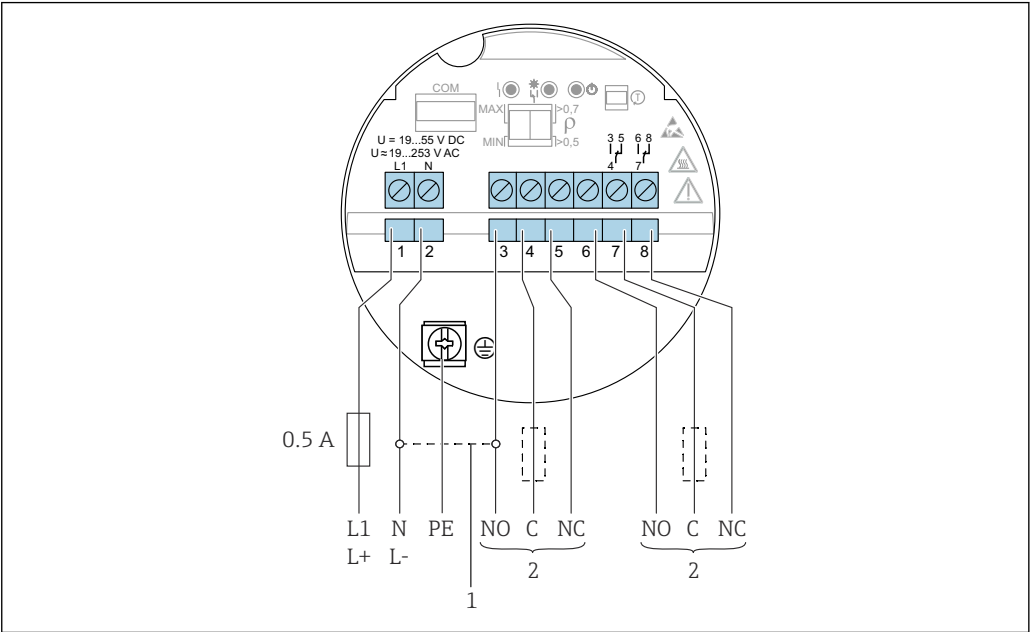 COM
MAX >0,7
ρ
MIN >0,5
U = 19...55 V DC
U≈19...253 V AC
L1 N
3 5 6 8
4 7
1 2 3 4 5 6 7 8
0.5 A
L1 N PE NO C NC NO C NC
L+ L-
2 2
1